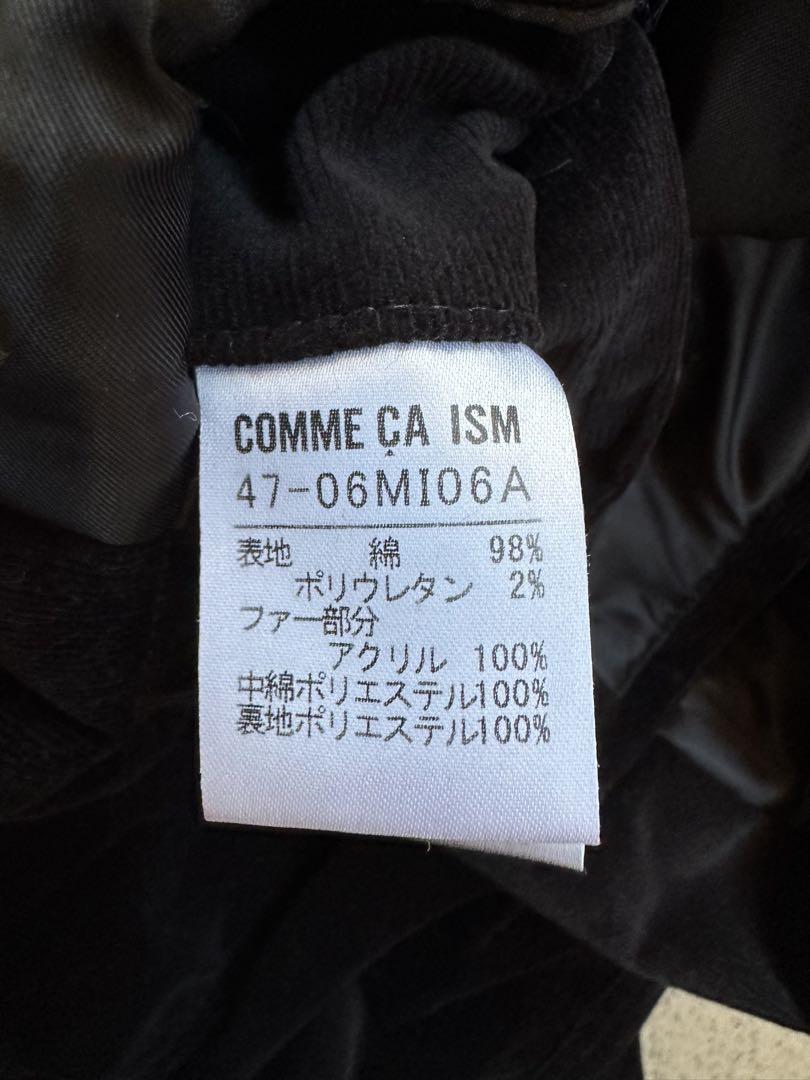 COMME ÇA ISM
47-06MI06A
表地 綿 98%
ポリウレタン 2%
ファー部分
アクリル 100%
中綿ポリエステル100%
裏地ポリエステル100%